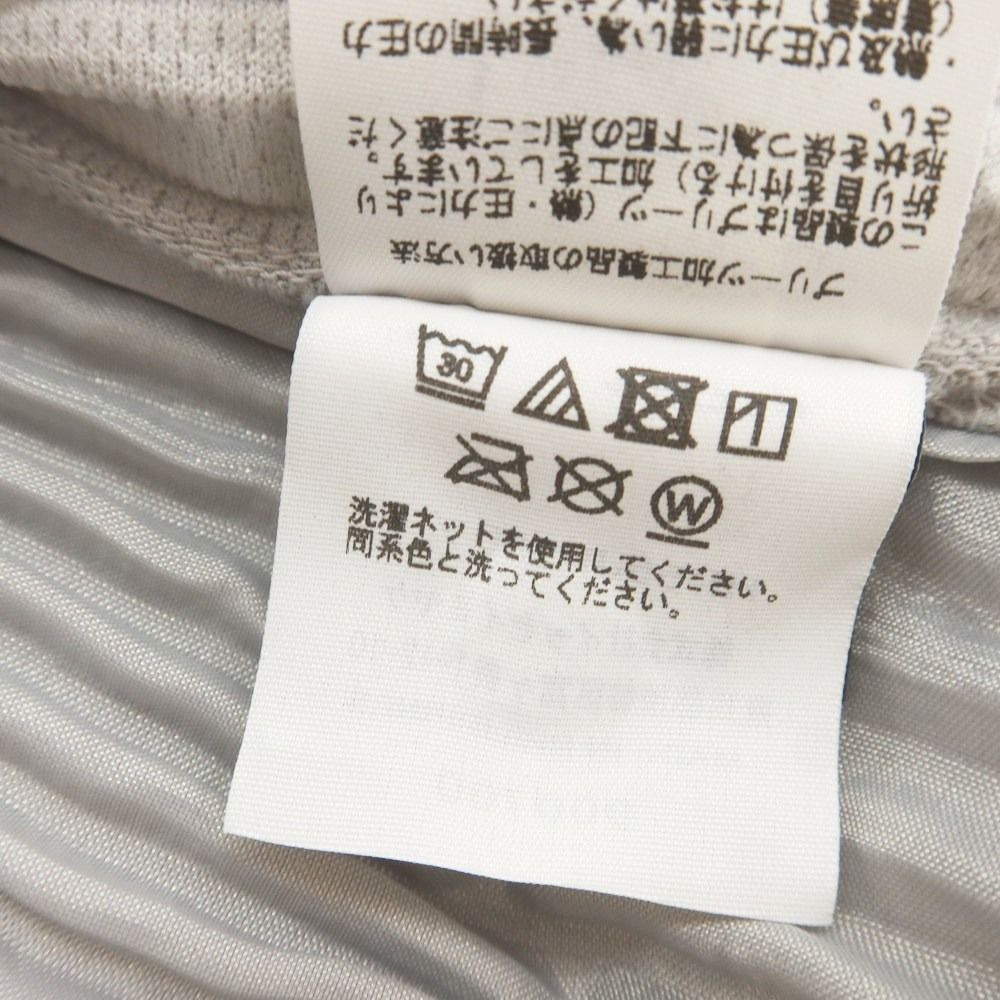 プリーツ加工製品の取扱い方法
この製品はプリーツ(熱・圧力により
折り目を付ける)加工をしています。
形状を保つ為に下記の点にご注意くだ
さい。
・熱及び圧力に弱い為、長時間の圧力
30
W
洗濯ネットを使用してください。
同系色と洗ってください。